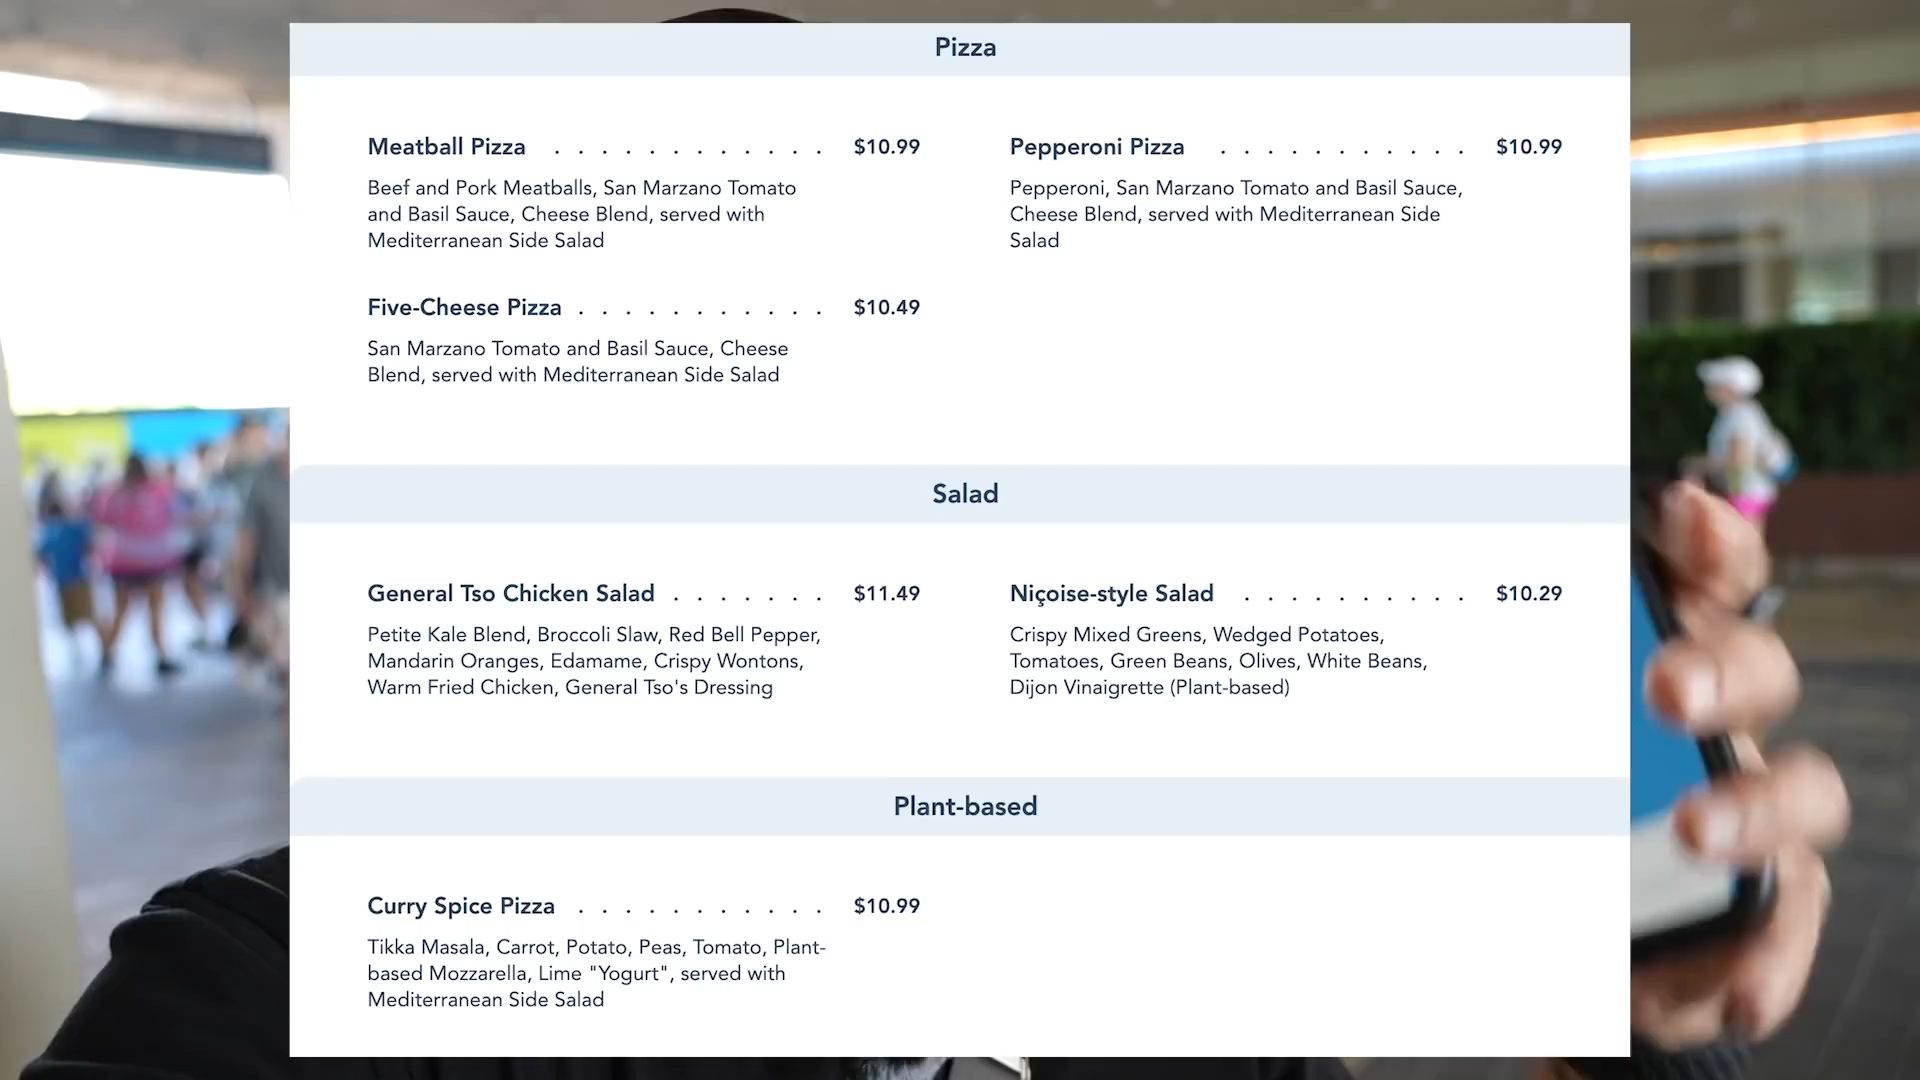 Pizza
Meatball Pizza . . . . . . . . . . . . $10.99
Beef and Pork Meatballs, San Marzano Tomato
and Basil Sauce, Cheese Blend, served with
Mediterranean Side Salad
Pepperoni Pizza . . . . . . . . . . . $10.99
Pepperoni, San Marzano Tomato and Basil Sauce,
Cheese Blend, served with Mediterranean Side
Salad
Five-Cheese Pizza . . . . . . . . . . . $10.49
San Marzano Tomato and Basil Sauce, Cheese
Blend, served with Mediterranean Side Salad
Salad
General Tso Chicken Salad . . . . . . . $11.49
Petite Kale Blend, Broccoli Slaw, Red Bell Pepper,
Mandarin Oranges, Edamame, Crispy Wontons,
Warm Fried Chicken, General Tso's Dressing
Niçoise-style Salad . . . . . . . . . . $10.29
Crispy Mixed Greens, Wedged Potatoes,
Tomatoes, Green Beans, Olives, White Beans,
Dijon Vinaigrette (Plant-based)
Plant-based
Curry Spice Pizza . . . . . . . . . . . $10.99
Tikka Masala, Carrot, Potato, Peas, Tomato, Plant-
based Mozzarella, Lime "Yogurt", served with
Mediterranean Side Salad